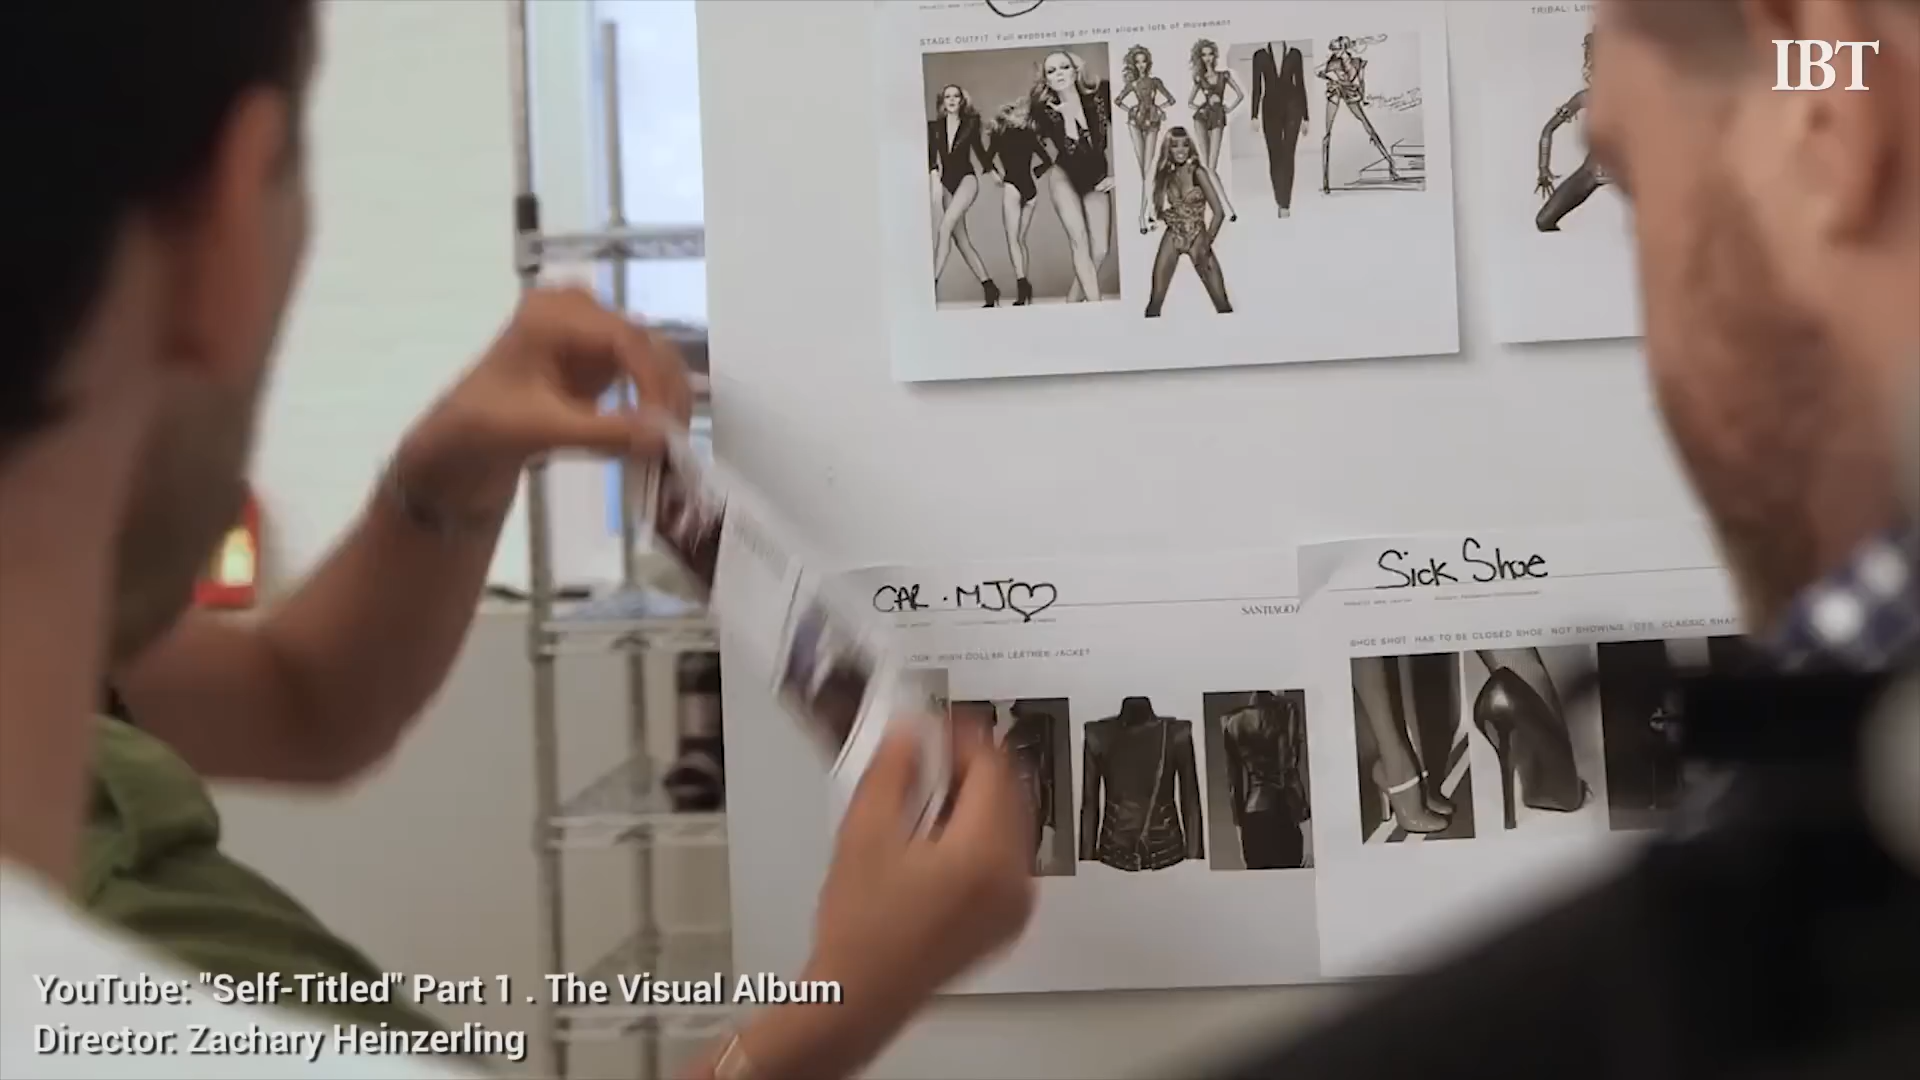 IBT
STAGE OUTFIT: Full exposed leg or that allows lots of movement
TRIBAL:
CAR . MJ♡
SANTIAGO
LOOK: HIGH DOLLAR LEATHER JACKET
Sick Shoe
SHOE SHOT: HAS TO BE CLOSED SHOE. NOT SHOWING TOES. CLASSIC
YouTube: "Self-Titled" Part 1 . The Visual Album
Director: Zachary Heinzerling